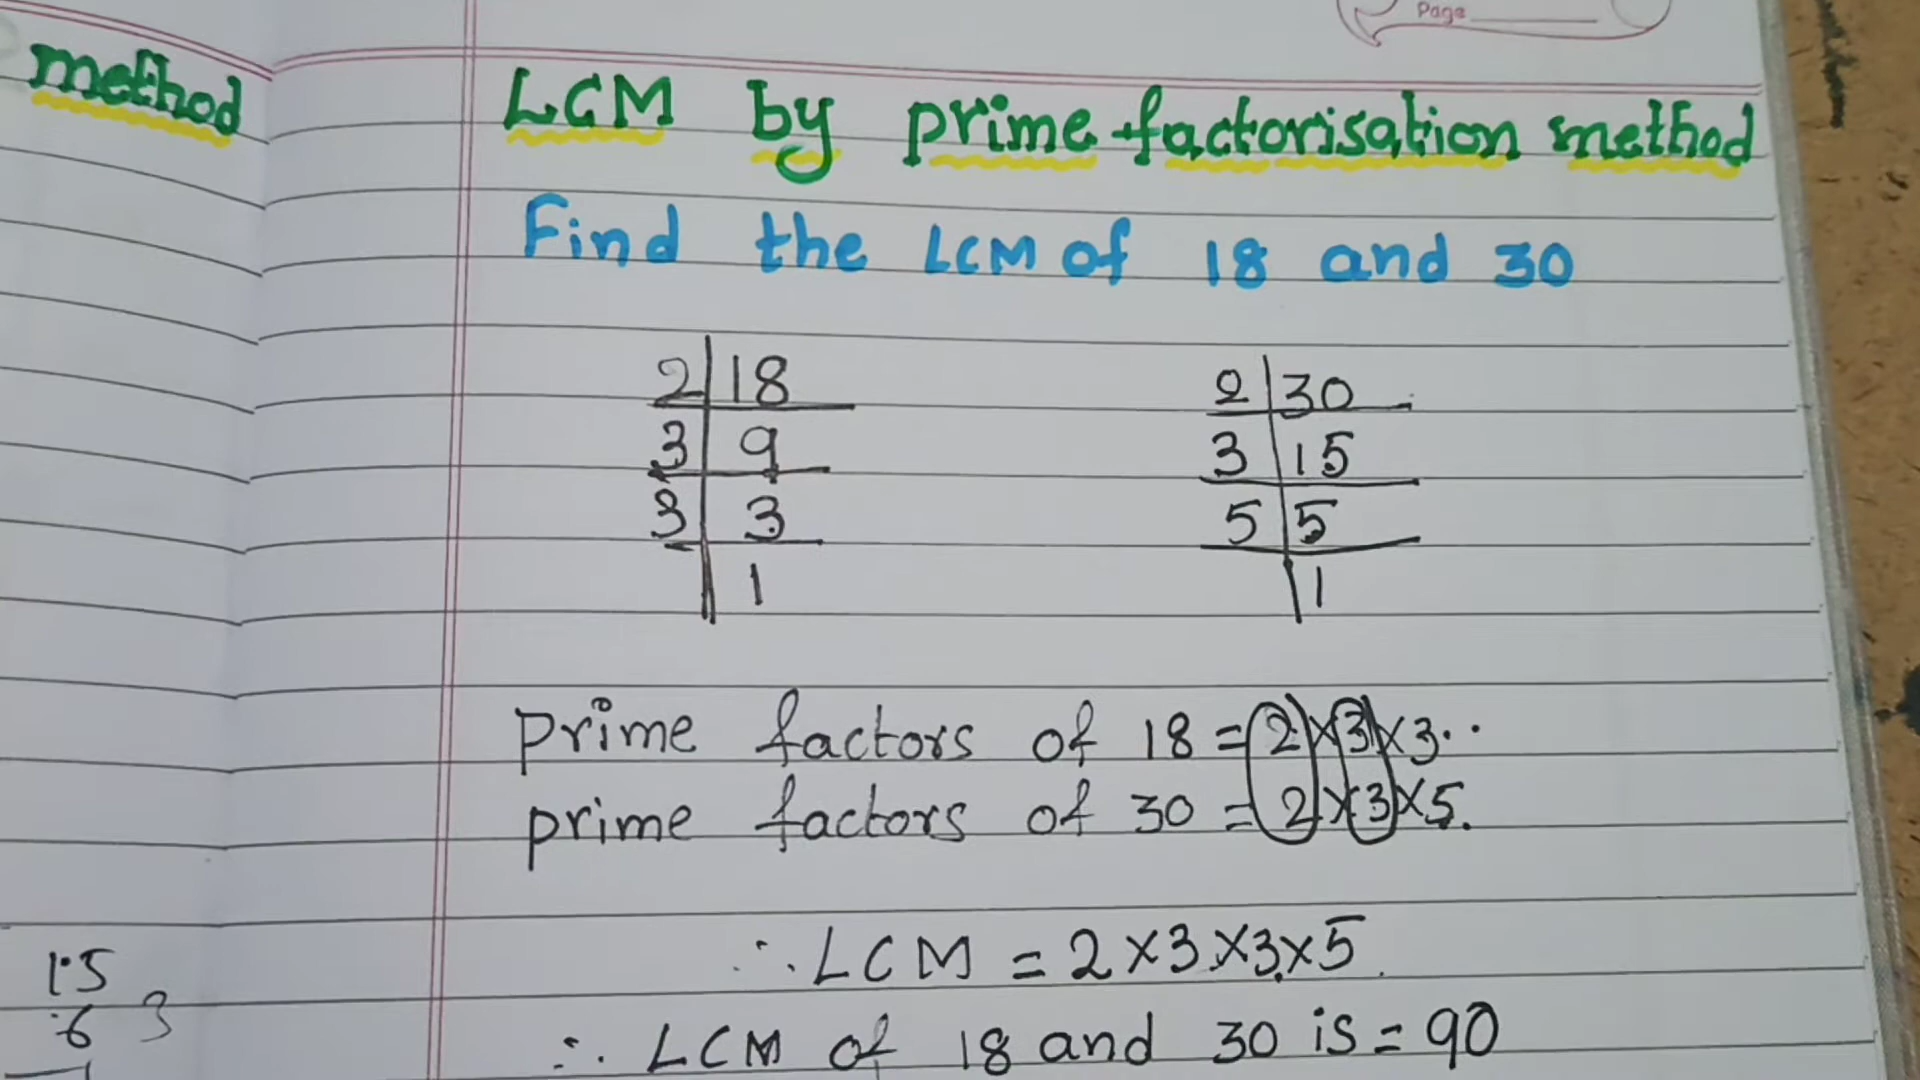 Page
method
LCM by prime factorisation method
Find the LCM of 18 and 30
2 18
3 9
3 3
1
2 30
3 15
5 5
1
prime factors of 18 = 2 × 3 × 3..
prime factors of 30 = 2 × 3 × 5.
∴ LCM = 2 × 3 × 3 × 5
∴ LCM of 18 and 30 is = 90
15
6 3